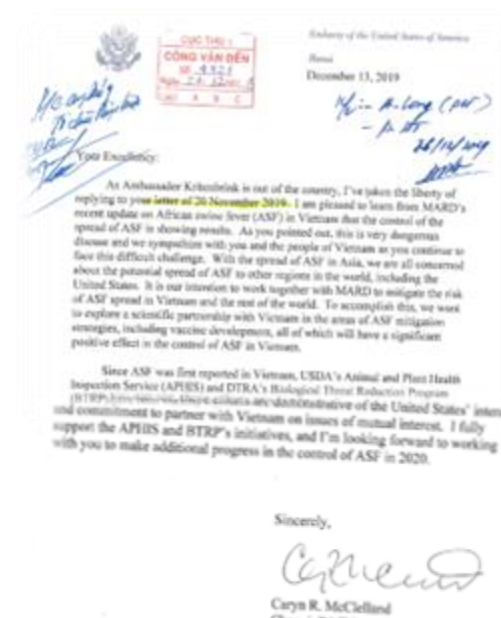 Embassy of the United States of America
Hanoi
December 13, 2019
CỤC THÚ Y
CÔNG VĂN ĐẾN
Your Excellency:
As Ambassador Kritenbrink is out of the country, I've taken the liberty of
replying to your letter of 20 November 2019. I am pleased to learn from MARD's
recent update on African swine fever (ASF) in Vietnam that the control of the
spread of ASF is showing results. As you pointed out, this is very dangerous
disease and we sympathize with you and the people of Vietnam as you continue to
face this difficult challenge. With the spread of ASF in Asia, we are all concerned
about the potential spread of ASF to other regions in the world, including the
United States. It is our intention to work together with MARD to mitigate the risk
of ASF spread in Vietnam and the rest of the world. To accomplish this, we want
to explore a scientific partnership with Vietnam in the areas of ASF mitigation
strategies, including vaccine development, all of which will have a significant
positive effect in the control of ASF in Vietnam.
Since ASF was first reported in Vietnam, USDA's Animal and Plant Health
Inspection Service (APHIS) and DTRA's Biological Threat Reduction Program
(BTRP) efforts are demonstrative of the United States' inter
and commitment to partner with Vietnam on issues of mutual interest. I fully
support the APHIS and BTRP's initiatives, and I'm looking forward to working
with you to make additional progress in the control of ASF in 2020.
Sincerely,
Caryn R. McClelland